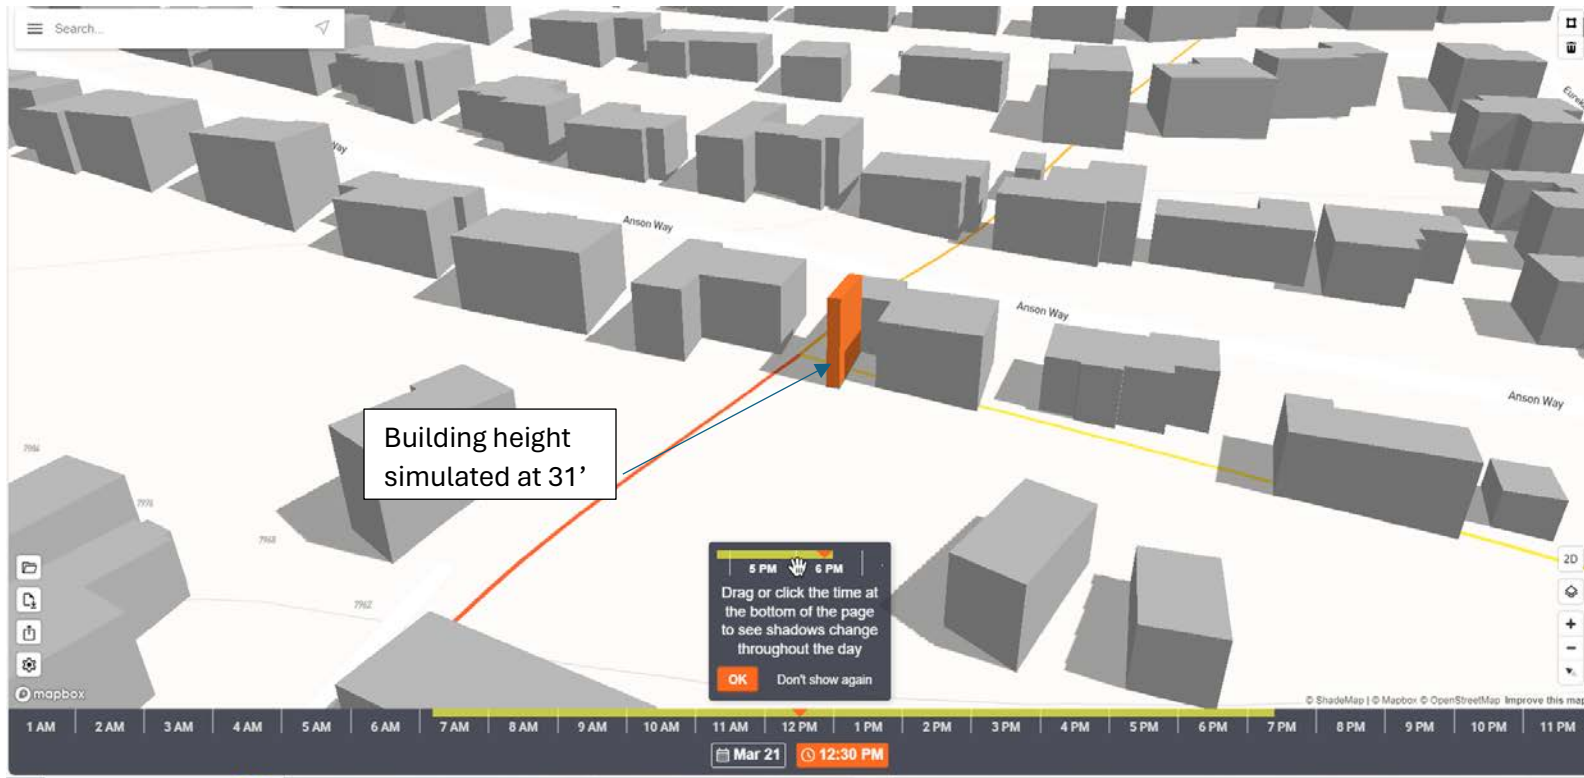 Search...
Way
Anson Way
Anson Way
Anson Way
Building height
simulated at 31’
7984
7976
7968
7962
5 PM 6 PM
Drag or click the time at
the bottom of the page
to see shadows change
throughout the day
OK Don't show again
2D
mapbox
© ShadeMap | © Mapbox © OpenStreetMap Improve this map
1 AM 2 AM 3 AM 4 AM 5 AM 6 AM 7 AM 8 AM 9 AM 10 AM 11 AM 12 PM 1 PM 2 PM 3 PM 4 PM 5 PM 6 PM 7 PM 8 PM 9 PM 10 PM 11 PM
Mar 21 12:30 PM